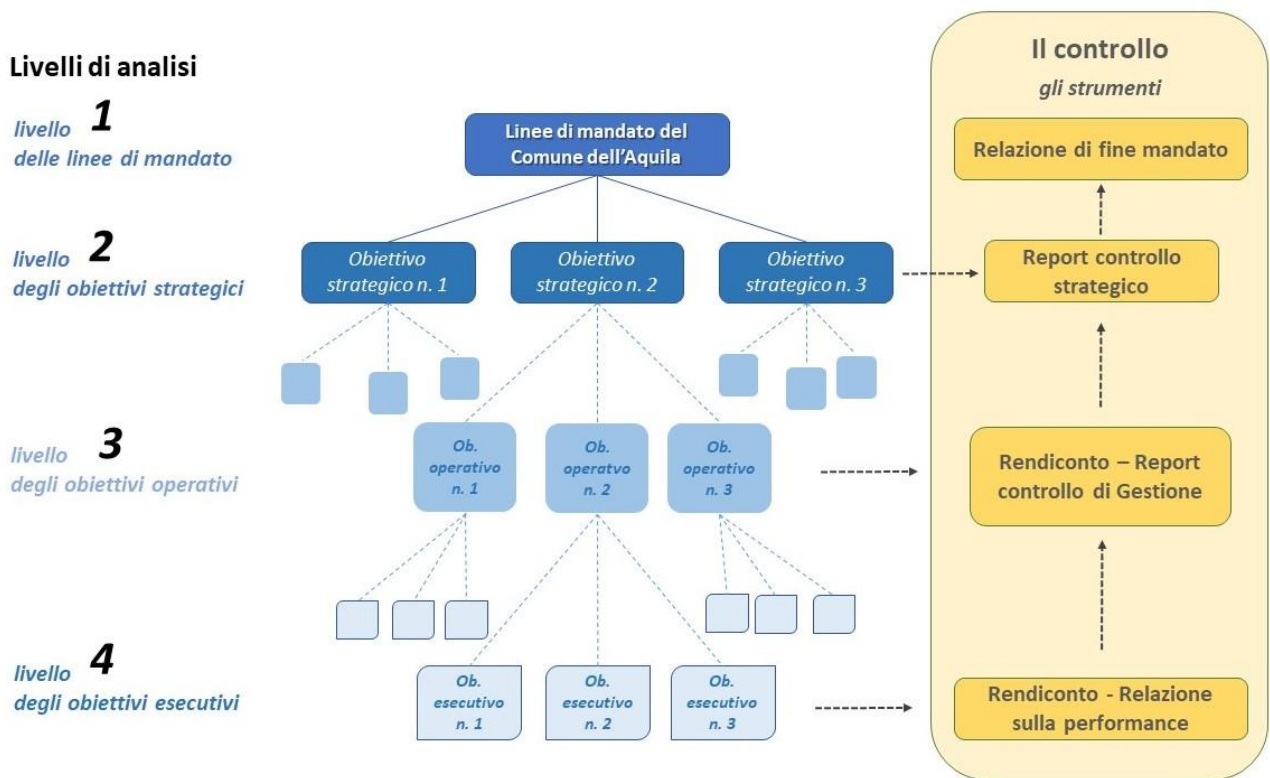 Livelli di analisi
livello 1
delle linee di mandato
Linee di mandato del
Comune dell'Aquila
Il controllo
gli strumenti
Relazione di fine mandato
livello 2
degli obiettivi strategici
Obiettivo
strategico n. 1
Obiettivo
strategico n. 2
Obiettivo
strategico n. 3
Report controllo
strategico
livello 3
degli obiettivi operativi
Ob.
operativo
n. 1
Ob.
operatvo
n. 2
Ob.
operativo
n. 3
Rendiconto – Report
controllo di Gestione
livello 4
degli obiettivi esecutivi
Ob.
esecutivo
n. 1
Ob.
esecutivo
n. 2
Ob.
esecutivo
n. 3
Rendiconto - Relazione
sulla performance